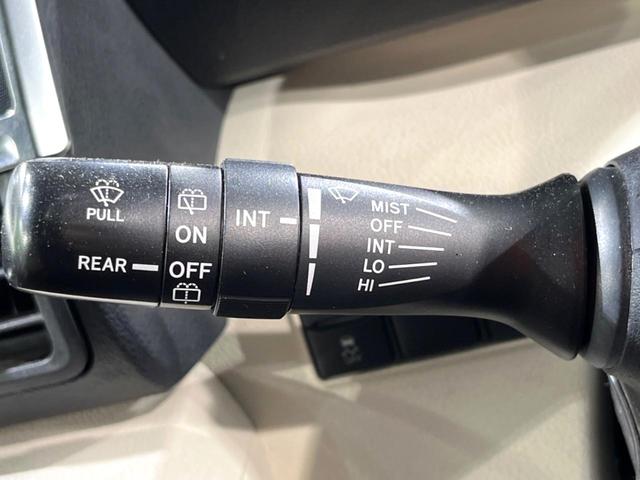 PULL
REAR
ON
OFF
INT
MIST
OFF
INT
LO
HI